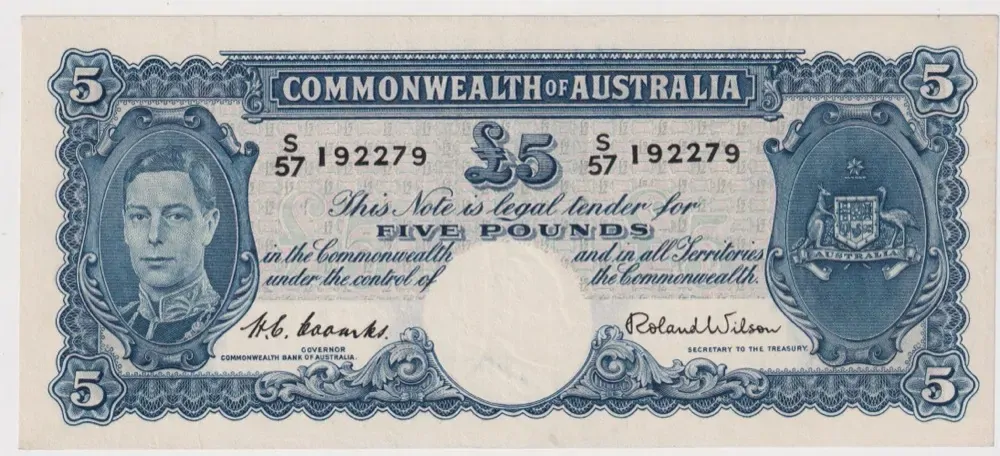 5 COMMONWEALTH OF AUSTRALIA 5
S/57 192279 £5 S/57 192279
This Note is legal tender for
FIVE POUNDS
in the Commonwealth and in all Territories
under the control of the Commonwealth.
AUSTRALIA
H.C. Coombs. Roland Wilson
GOVERNOR
COMMONWEALTH BANK OF AUSTRALIA. SECRETARY TO THE TREASURY.
5 5